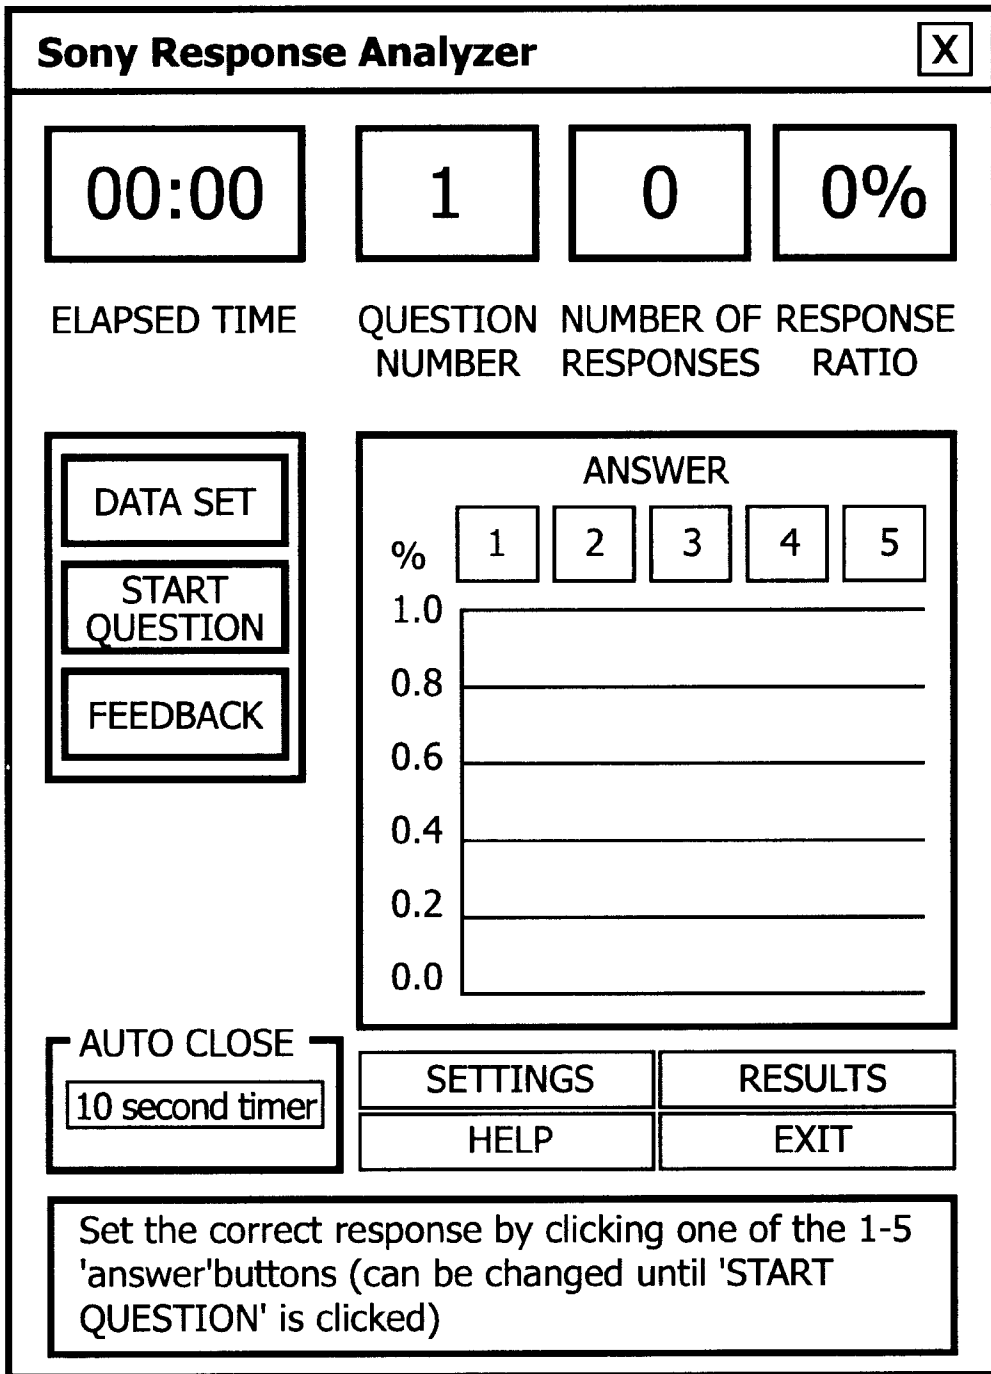 Sony Response Analyzer X
00:00 1 0 0%
ELAPSED TIME QUESTION NUMBER OF RESPONSE
NUMBER RESPONSES RATIO
DATA SET
START
QUESTION
FEEDBACK
ANSWER
% 1 2 3 4 5
1.0
0.8
0.6
0.4
0.2
0.0
AUTO CLOSE
10 second timer
SETTINGS RESULTS
HELP EXIT
Set the correct response by clicking one of the 1-5
'answer'buttons (can be changed until 'START
QUESTION' is clicked)